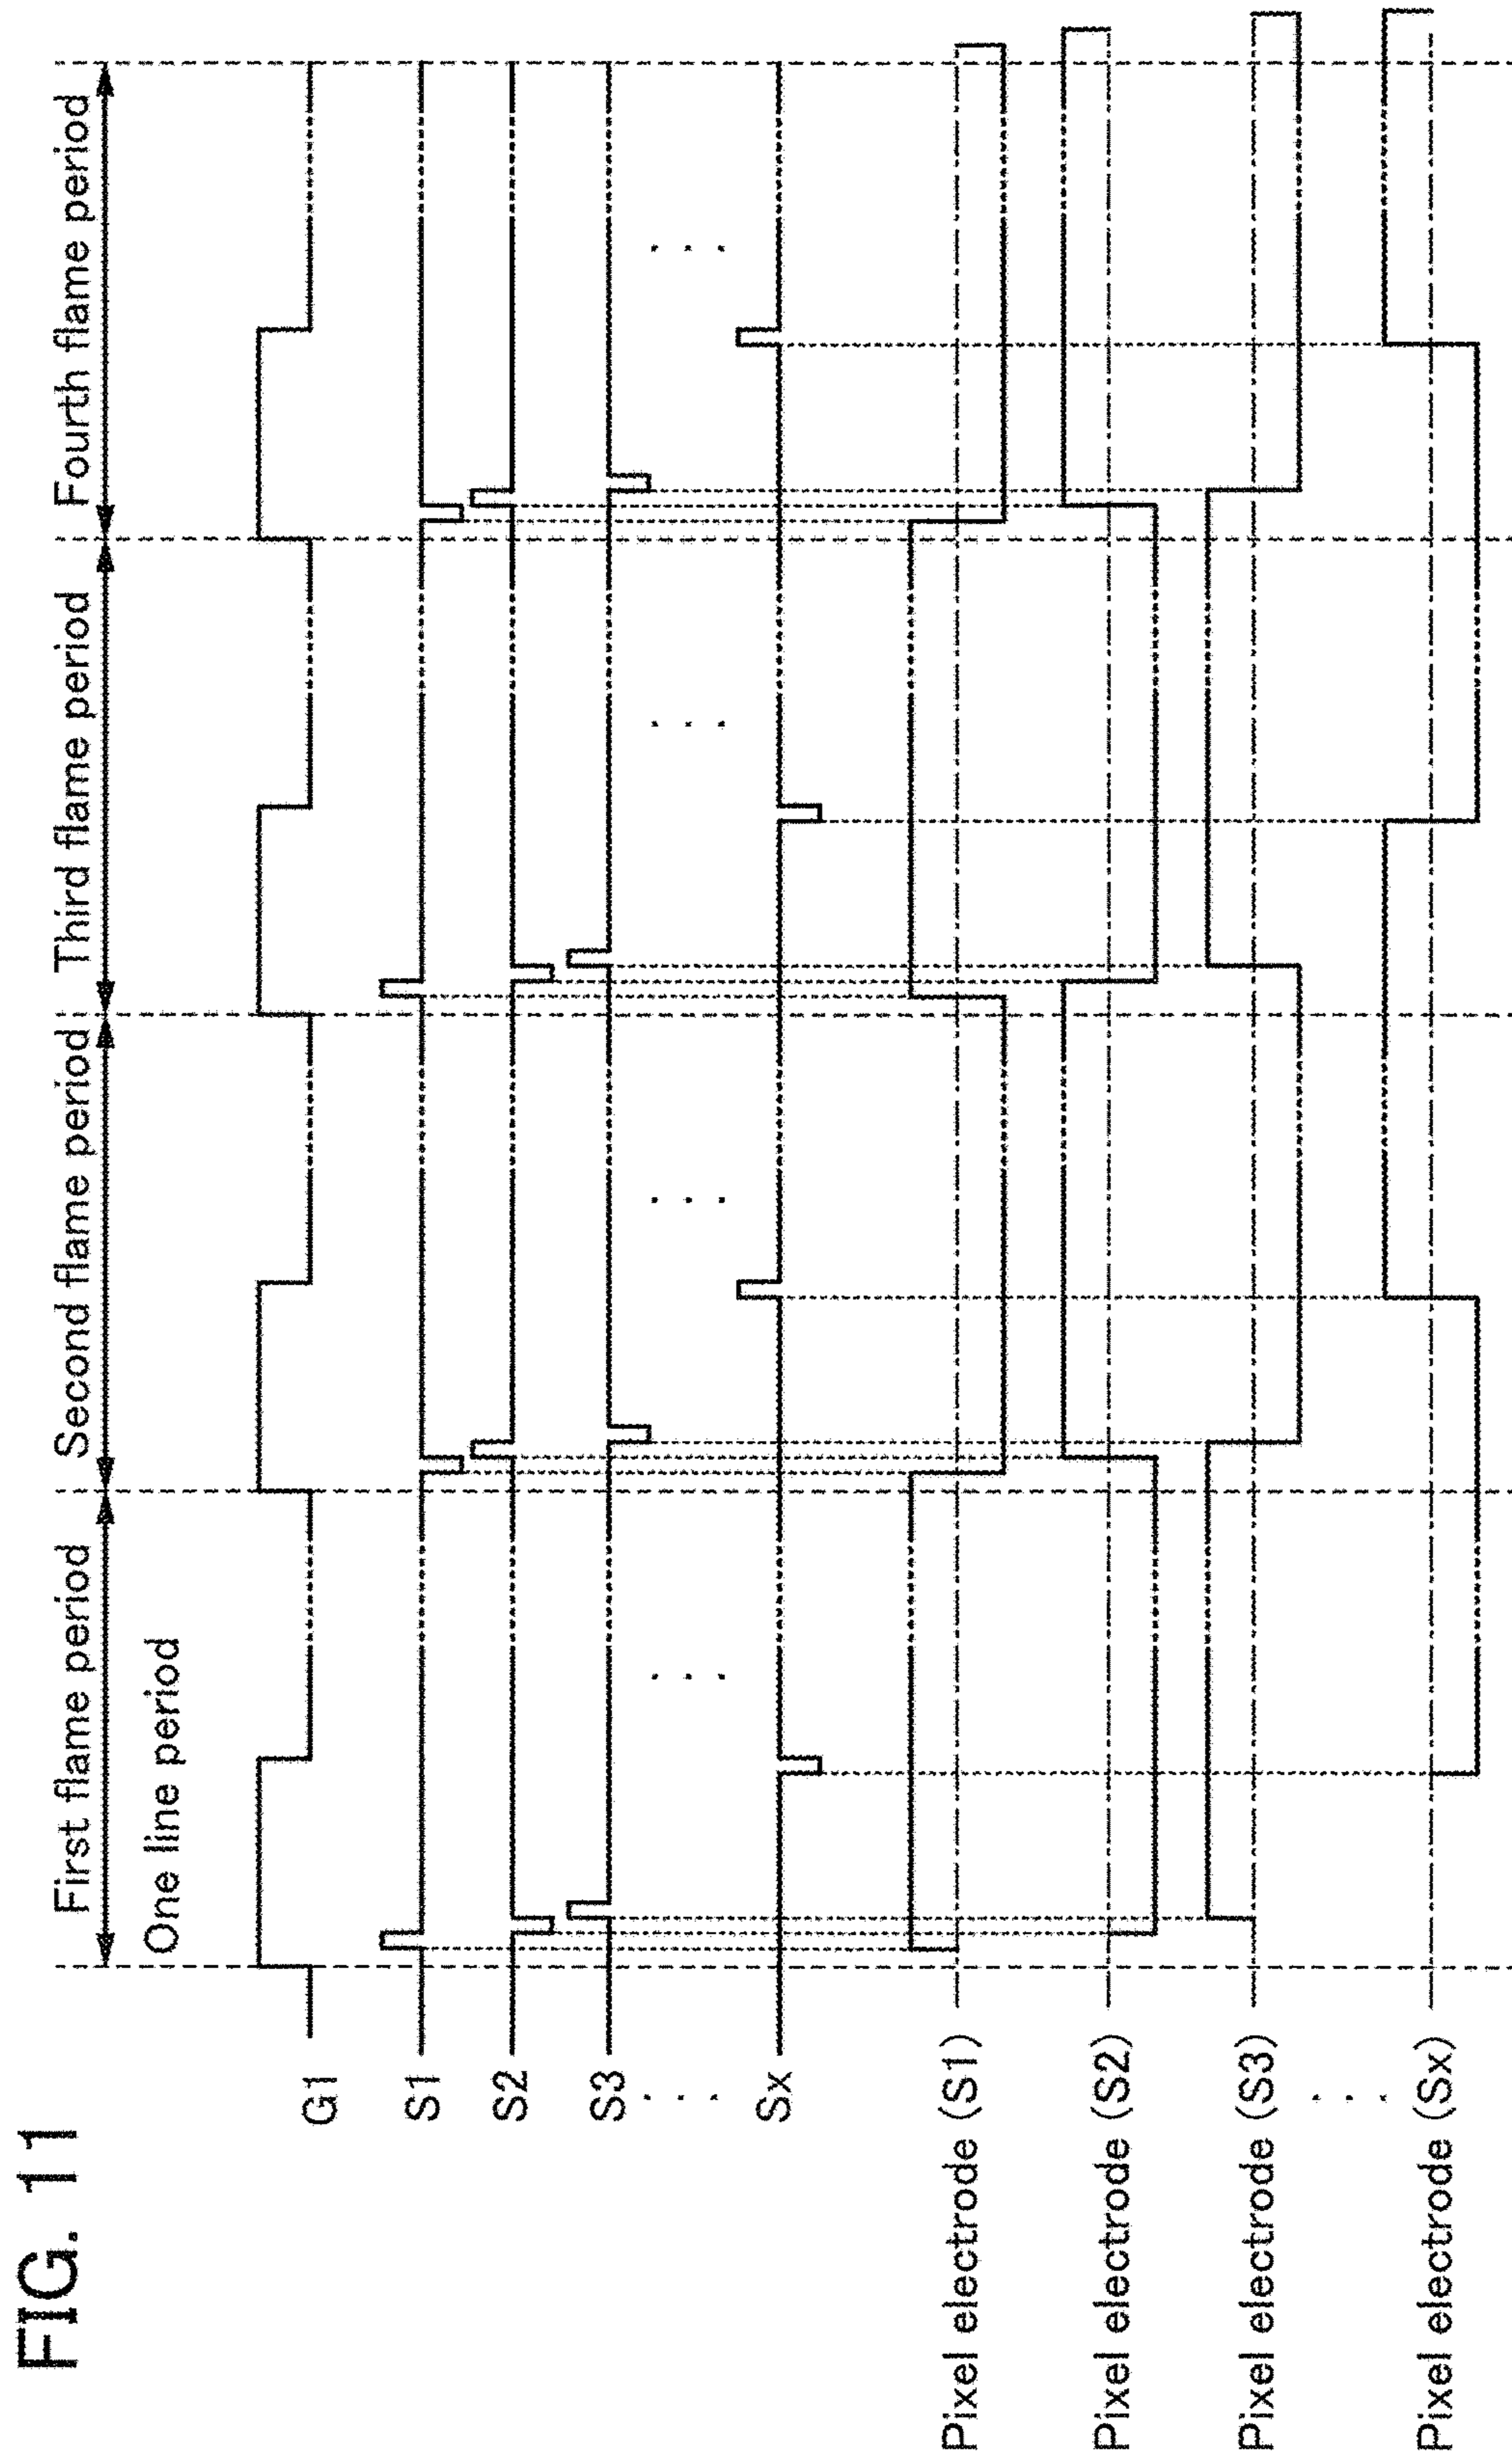 FIG. 11
First flame period
Second flame period
Third flame period
Fourth flame period
One line period
G1
S1
S2
S3
. . .
. . .
. . .
. . .
. . .
Sx
Pixel electrode (S1)
Pixel electrode (S2)
Pixel electrode (S3)
. . .
Pixel electrode (Sx)